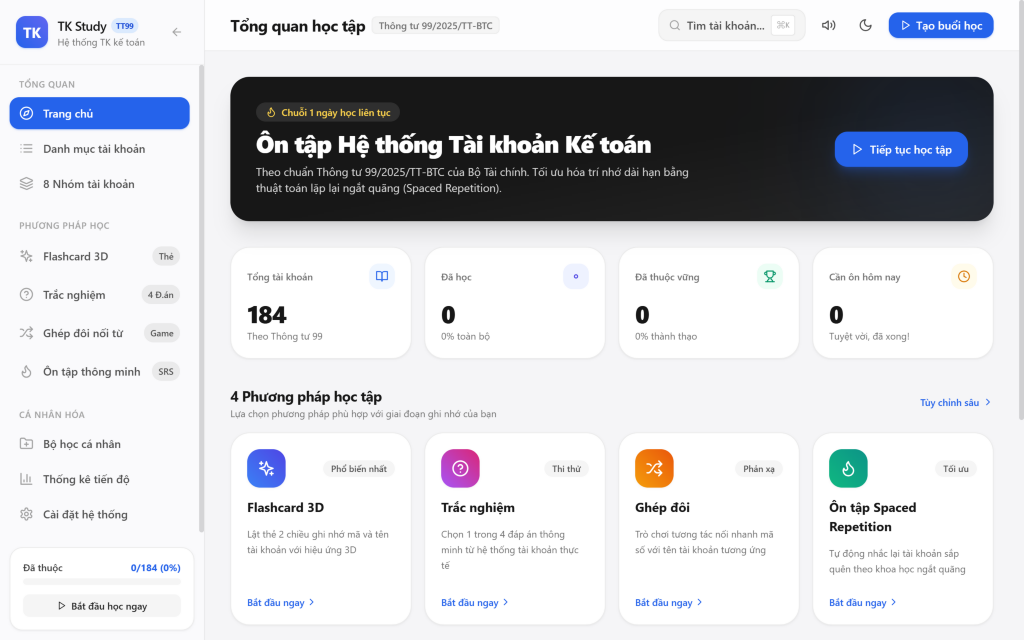 TK
TK Study TT99
Hệ thống TK kế toán
TỔNG QUAN
Trang chủ
Danh mục tài khoản
8 Nhóm tài khoản
PHƯƠNG PHÁP HỌC
Flashcard 3D Thẻ
Trắc nghiệm 4 Đ.án
Ghép đôi nối từ Game
Ôn tập thông minh SRS
CÁ NHÂN HÓA
Bộ học cá nhân
Thống kê tiến độ
Cài đặt hệ thống
Đã thuộc 0/184 (0%)
Bắt đầu học ngay
Tổng quan học tập Thông tư 99/2025/TT-BTC
Tìm tài khoản... ⌘K
Tạo buổi học
Chuỗi 1 ngày học liên tục
Ôn tập Hệ thống Tài khoản Kế toán
Theo chuẩn Thông tư 99/2025/TT-BTC của Bộ Tài chính. Tối ưu hóa trí nhớ dài hạn bằng
thuật toán lặp lại ngắt quãng (Spaced Repetition).
Tiếp tục học tập
Tổng tài khoản
184
Theo Thông tư 99
Đã học
0
0% toàn bộ
Đã thuộc vững
0
0% thành thạo
Cần ôn hôm nay
0
Tuyệt vời, đã xong!
4 Phương pháp học tập
Lựa chọn phương pháp phù hợp với giai đoạn ghi nhớ của bạn
Tùy chỉnh sâu
Phổ biến nhất
Flashcard 3D
Lật thẻ 2 chiều ghi nhớ mã và tên
tài khoản với hiệu ứng 3D
Bắt đầu ngay
Thi thử
Trắc nghiệm
Chọn 1 trong 4 đáp án thông
minh từ hệ thống tài khoản thực
tế
Bắt đầu ngay
Phản xạ
Ghép đôi
Trò chơi tương tác nối nhanh mã
số với tên tài khoản tương ứng
Bắt đầu ngay
Tối ưu
Ôn tập Spaced
Repetition
Tự động nhắc lại tài khoản sắp
quên theo khoa học ngắt quãng
Bắt đầu ngay